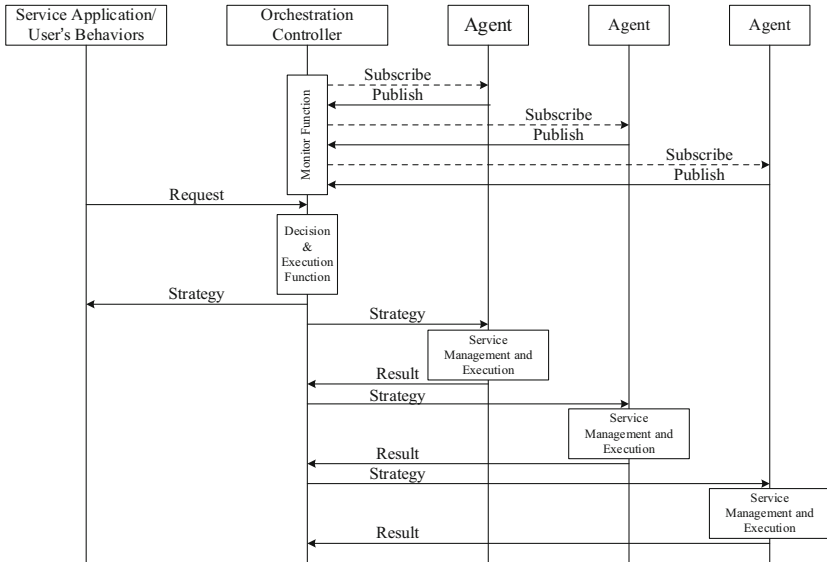 Service Application/
User's Behaviors
Orchestration
Controller
Agent
Agent
Agent
Monitor Function
Subscribe
Publish
Subscribe
Publish
Subscribe
Publish
Request
Decision
&
Execution
Function
Strategy
Strategy
Service
Management and
Execution
Result
Strategy
Service
Management and
Execution
Result
Strategy
Service
Management and
Execution
Result